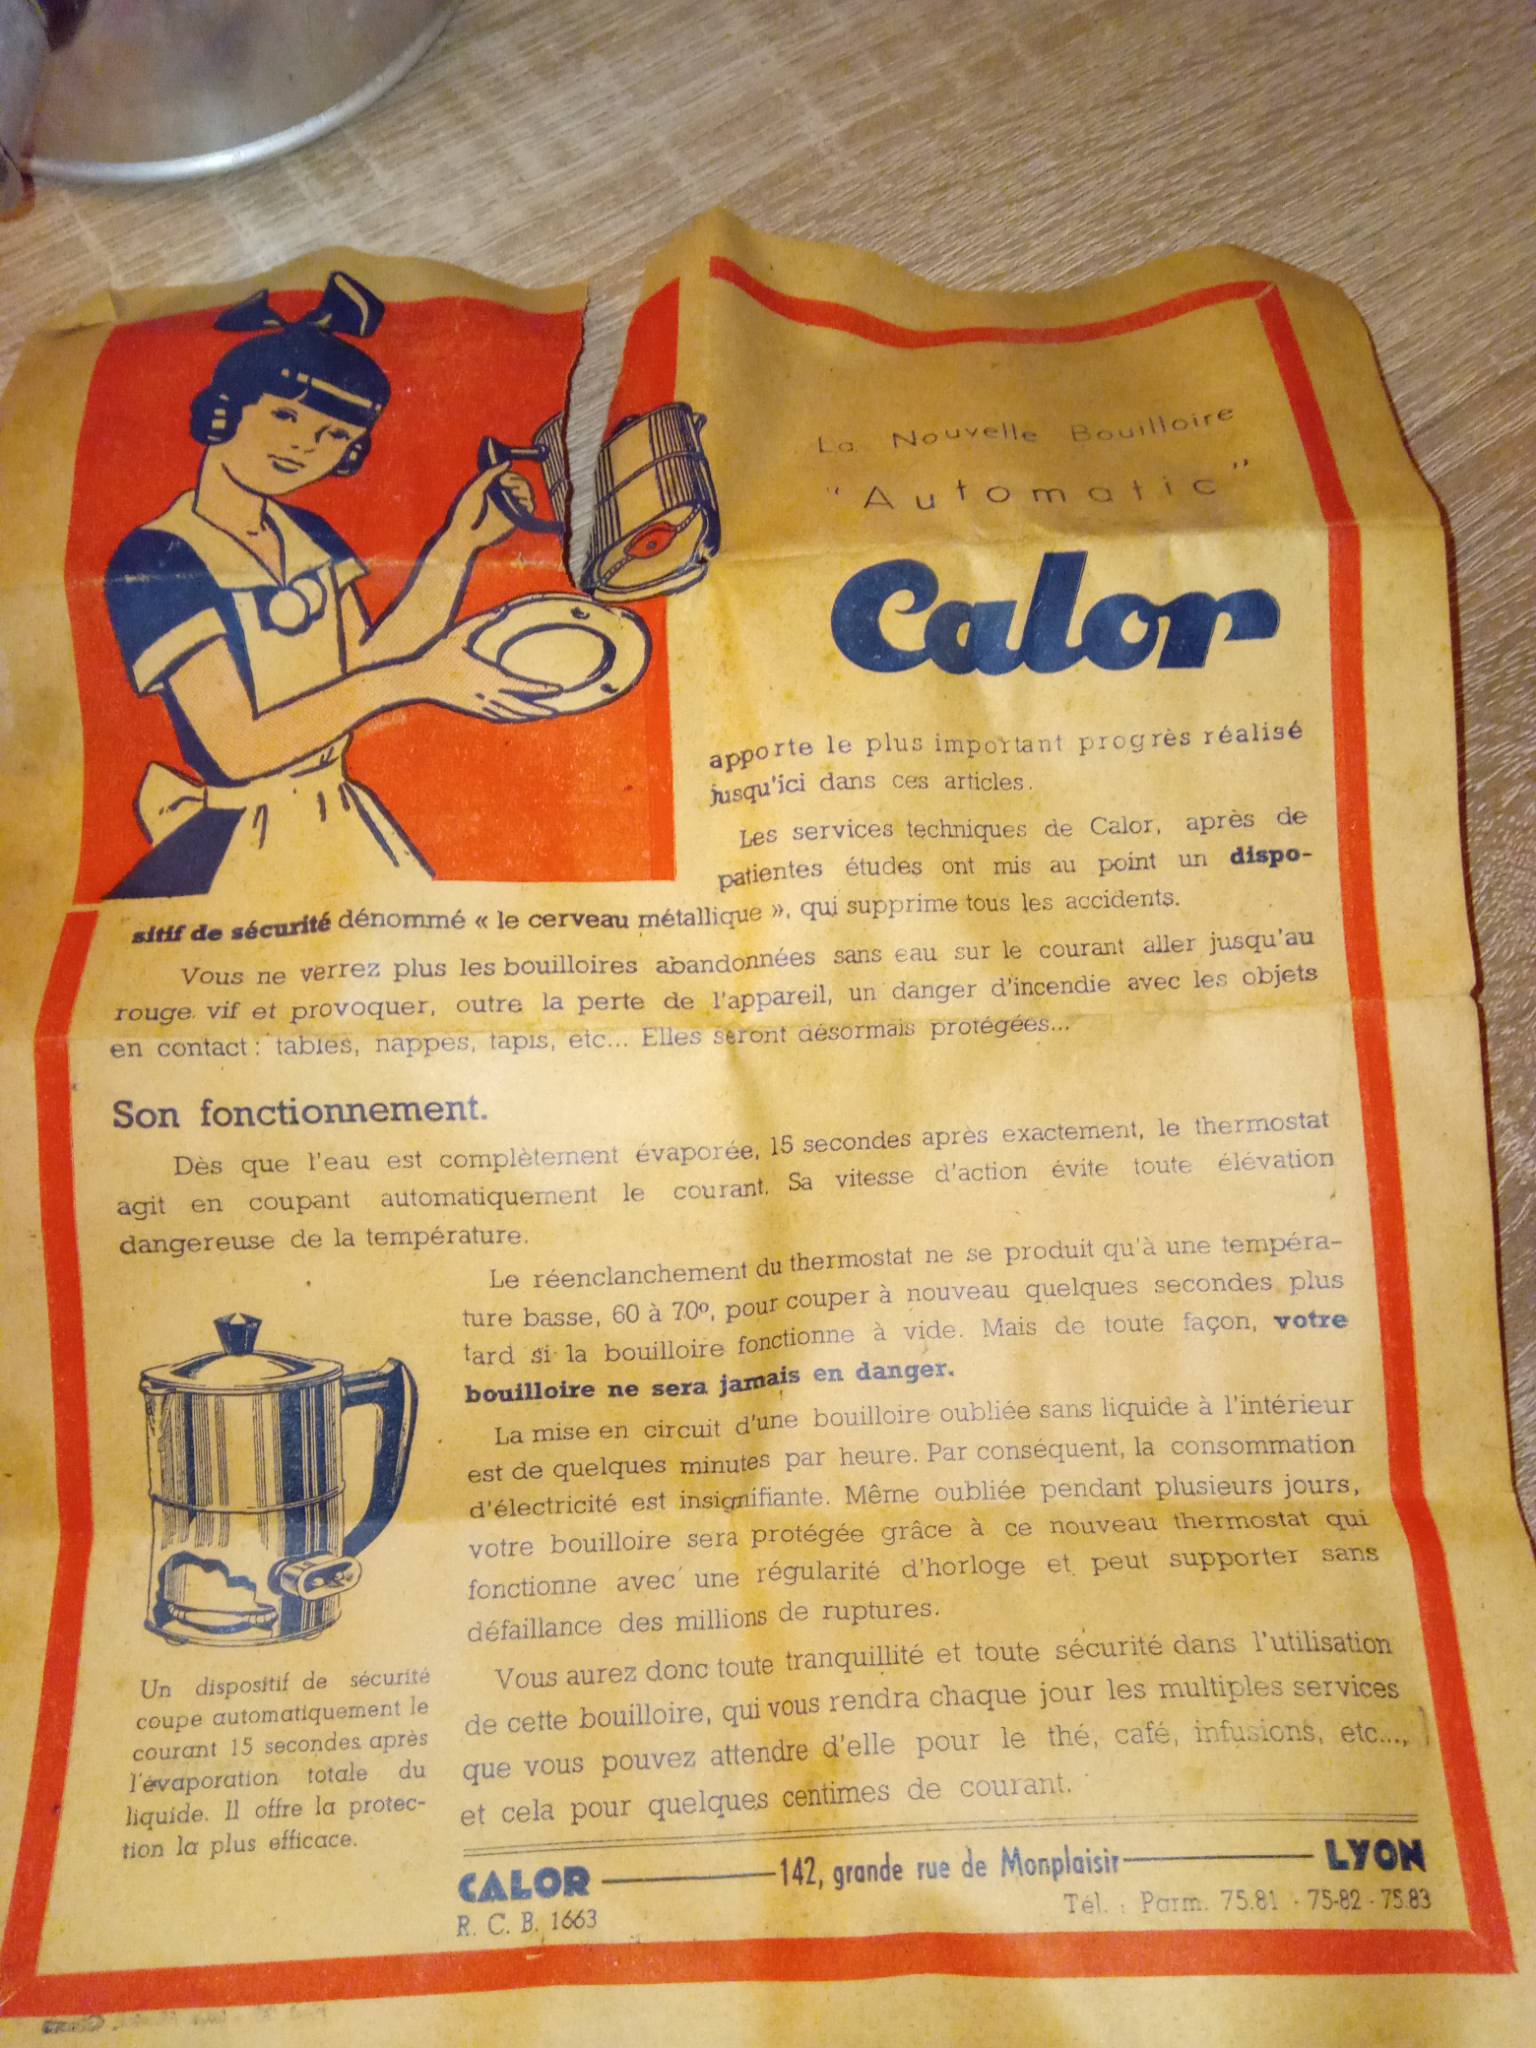 La Nouvelle Bouilloire
"Automatic"
Calor
apporte le plus important progrès réalisé
jusqu'ici dans ces articles.
Les services techniques de Calor, après de
patientes études ont mis au point un dispo-
sitif de sécurité dénommé « le cerveau métallique », qui supprime tous les accidents.
Vous ne verrez plus les bouilloires abandonnées sans eau sur le courant aller jusqu'au
rouge vif et provoquer, outre la perte de l'appareil, un danger d'incendie avec les objets
en contact : tables, nappes, tapis, etc... Elles seront désormais protégées...
Son fonctionnement.
Dès que l'eau est complètement évaporée, 15 secondes après exactement, le thermostat
agit en coupant automatiquement le courant. Sa vitesse d'action évite toute élévation
dangereuse de la température.
Le réenclanchement du thermostat ne se produit qu'à une tempéra-
ture basse, 60 à 70º, pour couper à nouveau quelques secondes plus
tard si la bouilloire fonctionne à vide. Mais de toute façon, votre
bouilloire ne sera jamais en danger.
La mise en circuit d'une bouilloire oubliée sans liquide à l'intérieur
est de quelques minutes par heure. Par conséquent, la consommation
d'électricité est insignifiante. Même oubliée pendant plusieurs jours,
votre bouilloire sera protégée grâce à ce nouveau thermostat qui
fonctionne avec une régularité d'horloge et peut supporter sans
défaillance des millions de ruptures.
Vous aurez donc toute tranquillité et toute sécurité dans l'utilisation
de cette bouilloire, qui vous rendra chaque jour les multiples services
que vous pouvez attendre d'elle pour le thé, café, infusions, etc...,
et cela pour quelques centimes de courant.
Un dispositif de sécurité
coupe automatiquement le
courant 15 secondes après
l'évaporation totale du
liquide. Il offre la protec-
tion la plus efficace.
CALOR — 142, grande rue de Monplaisir — LYON
R. C. B. 1663 Tél. : Parm. 75.81 - 75-82 - 75.83